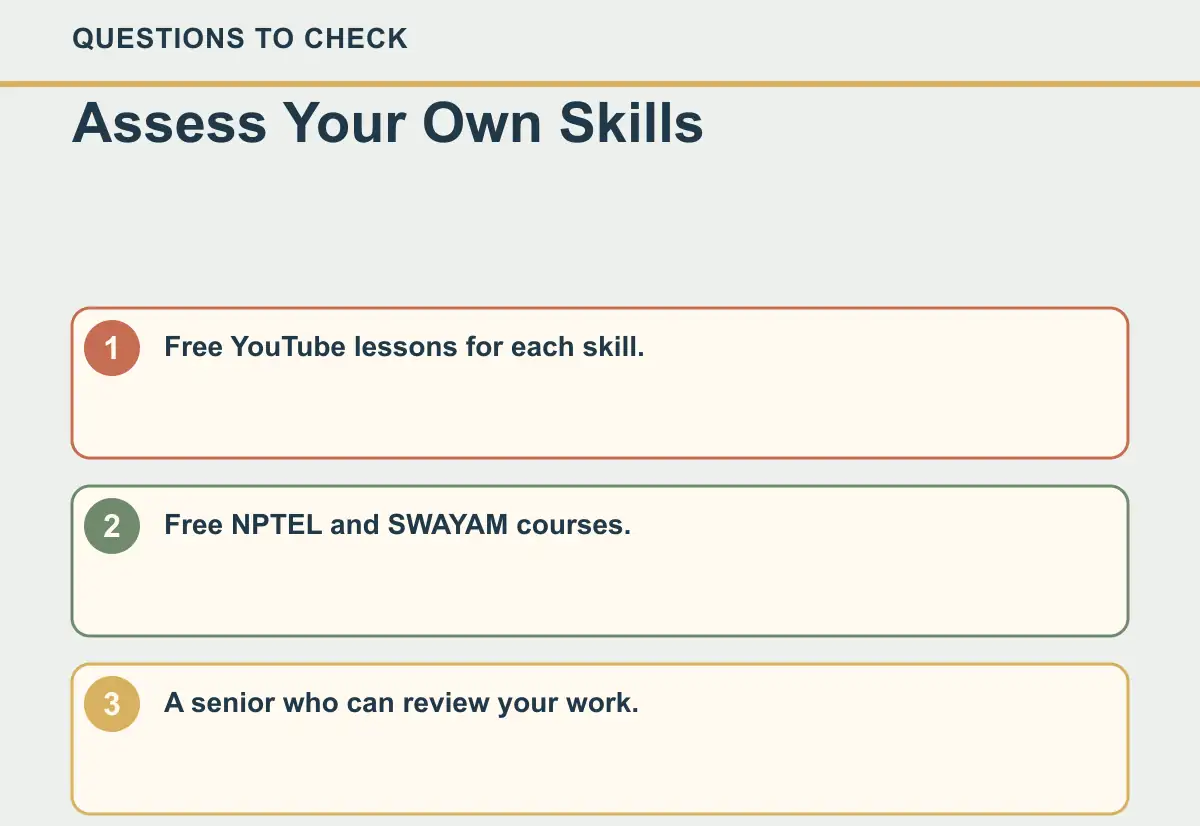 QUESTIONS TO CHECK
Assess Your Own Skills
1 Free YouTube lessons for each skill.
2 Free NPTEL and SWAYAM courses.
3 A senior who can review your work.